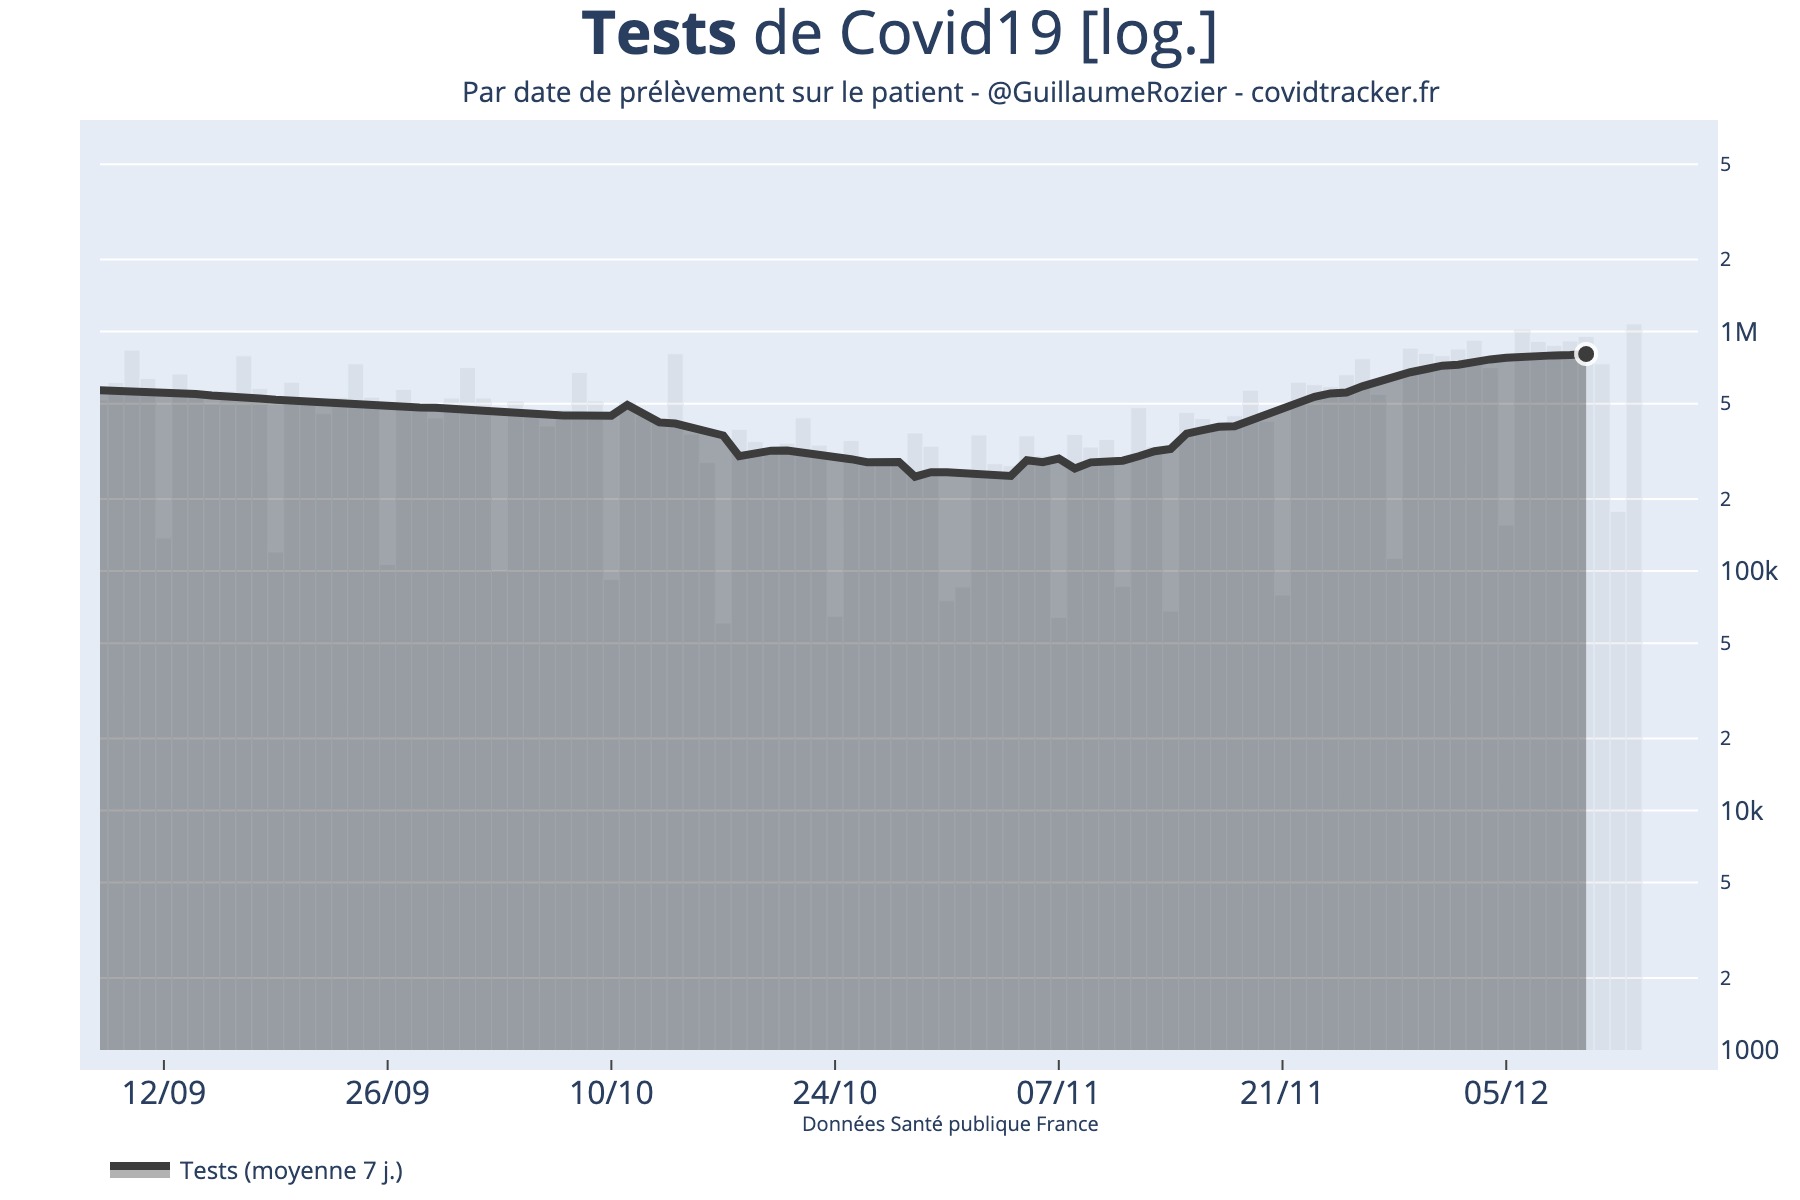 Tests de Covid19 [log.]
Par date de prélèvement sur le patient - @GuillaumeRozier - covidtracker.fr
5
2
1M
5
2
100k
5
2
10k
5
2
1000
12/09 26/09 10/10 24/10 07/11 21/11 05/12
Données Santé publique France
Tests (moyenne 7 j.)